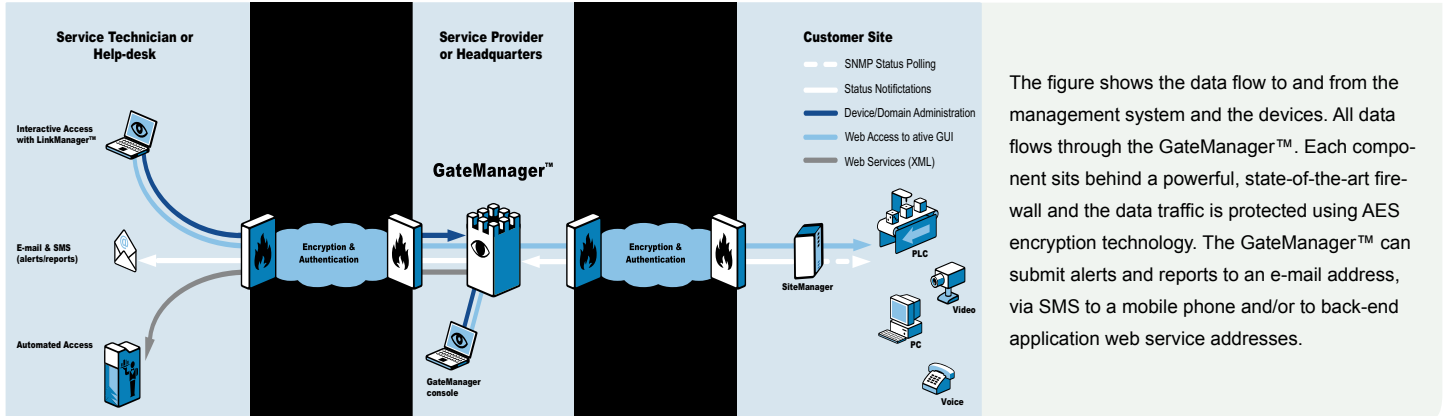 Service Technician or
Help-desk
Service Provider
or Headquarters
Customer Site
SNMP Status Polling
Status Notifictations
Device/Domain Administration
Web Access to ative GUI
Web Services (XML)
Interactive Access
with LinkManager™
GateManager™
E-mail & SMS
(alerts/reports)
@
Encryption &
Authentication
Encryption &
Authentication
SiteManager
PLC
Video
PC
Voice
Automated Access
GateManager
console
The figure shows the data flow to and from the
management system and the devices. All data
flows through the GateManager™. Each compo-
nent sits behind a powerful, state-of-the-art fire-
wall and the data traffic is protected using AES
encryption technology. The GateManager™ can
submit alerts and reports to an e-mail address,
via SMS to a mobile phone and/or to back-end
application web service addresses.